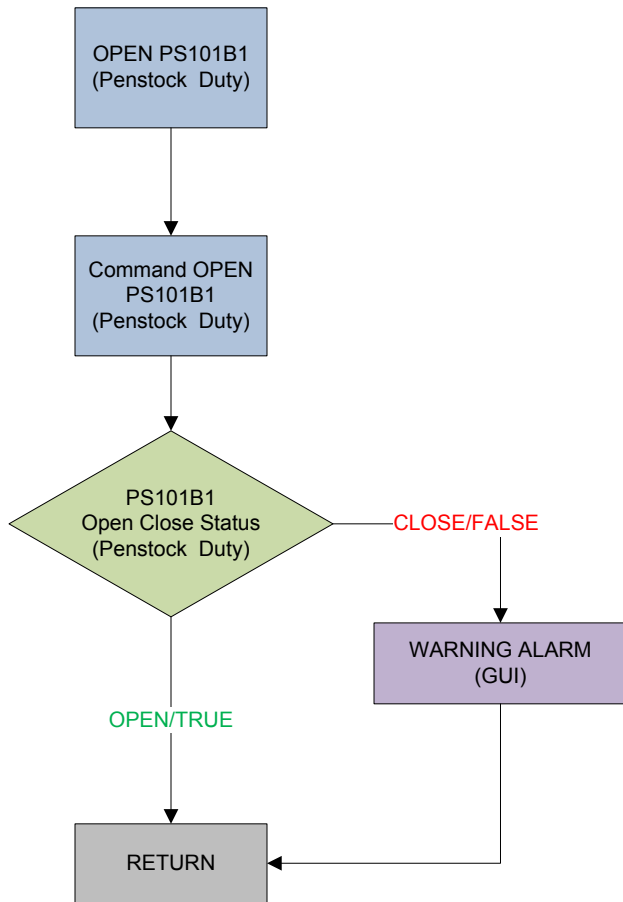 OPEN PS101B1
(Penstock  Duty)
Command OPEN
PS101B1
(Penstock  Duty)
PS101B1
Open Close Status
(Penstock  Duty)
CLOSE/FALSE
WARNING ALARM
(GUI)
OPEN/TRUE
RETURN